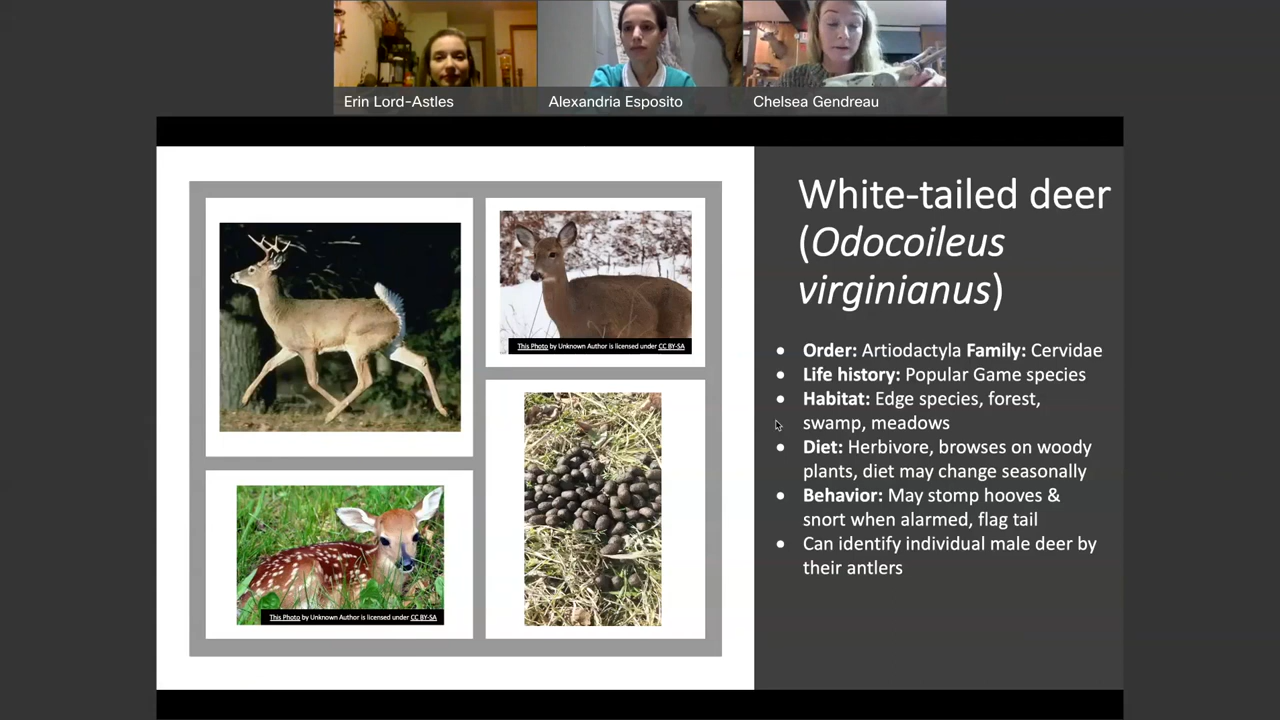 Erin Lord-Astles
Alexandria Esposito
Chelsea Gendreau
White-tailed deer
(Odocoileus
virginianus)
This Photo by Unknown Author is licensed under CC BY-SA
This Photo by Unknown Author is licensed under CC BY-SA
• Order: Artiodactyla Family: Cervidae
• Life history: Popular Game species
• Habitat: Edge species, forest,
swamp, meadows
• Diet: Herbivore, browses on woody
plants, diet may change seasonally
• Behavior: May stomp hooves &
snort when alarmed, flag tail
• Can identify individual male deer by
their antlers